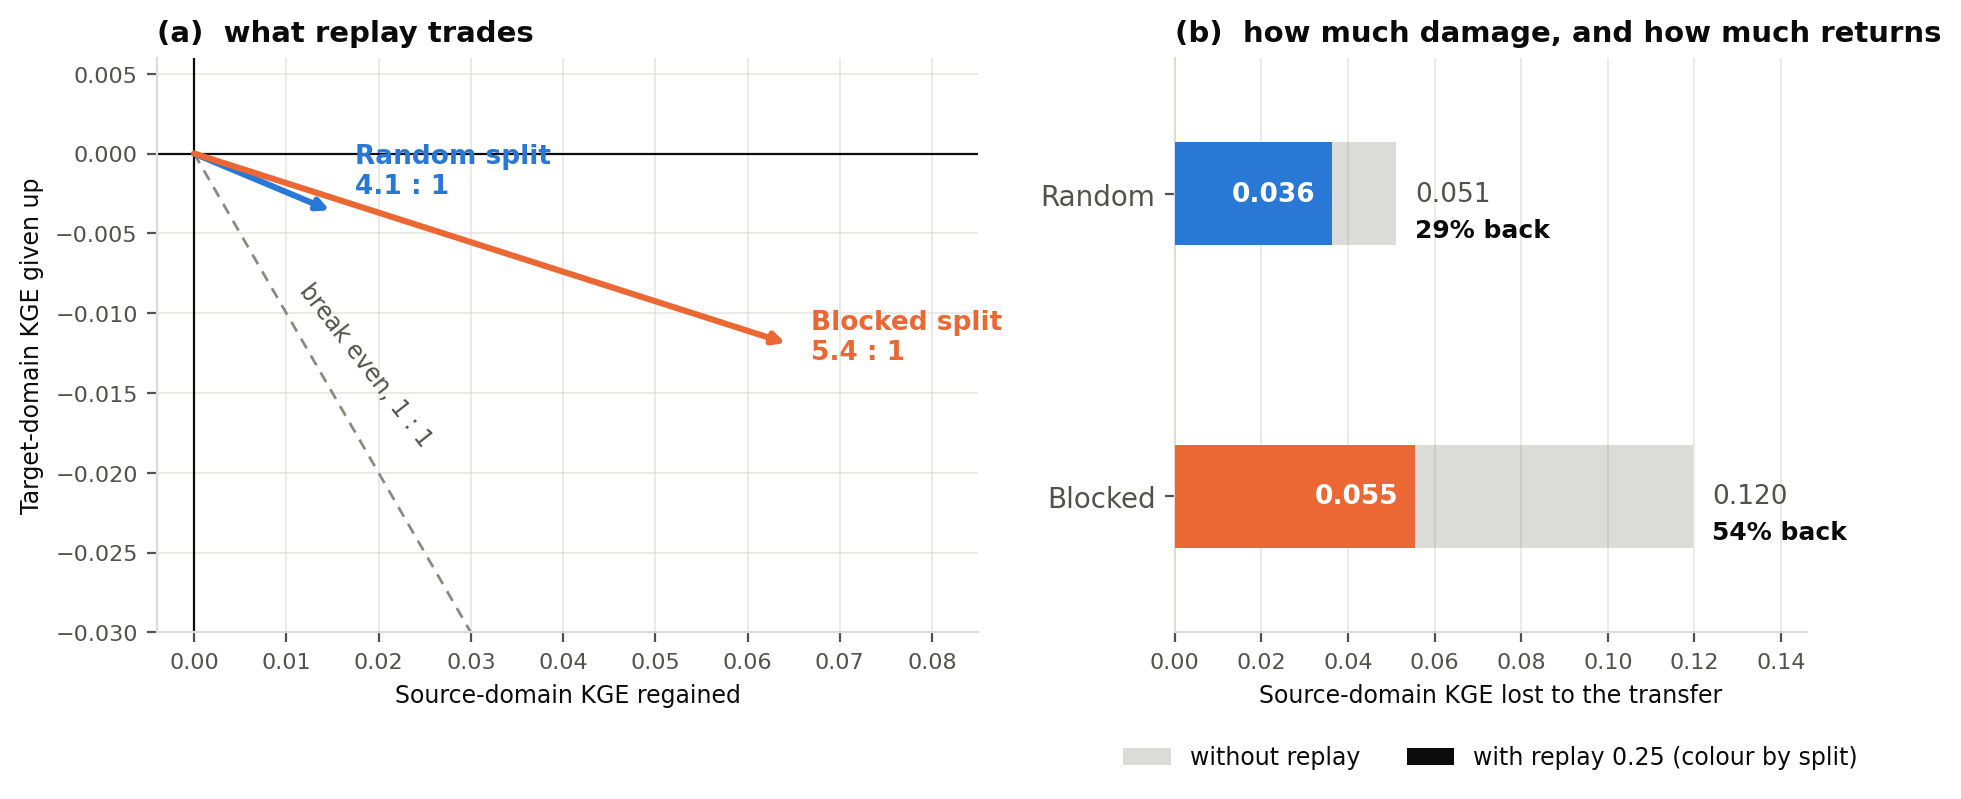 (a)  what replay trades
0.005
0.000
−0.005
−0.010
−0.015
−0.020
−0.025
−0.030
Target-domain KGE given up
Random split
4.1 : 1
Blocked split
5.4 : 1
break even, 1 : 1
0.00 0.01 0.02 0.03 0.04 0.05 0.06 0.07 0.08
Source-domain KGE regained
(b)  how much damage, and how much returns
Random
0.036
0.051
29% back
Blocked
0.055
0.120
54% back
0.00 0.02 0.04 0.06 0.08 0.10 0.12 0.14
Source-domain KGE lost to the transfer
without replay
with replay 0.25 (colour by split)